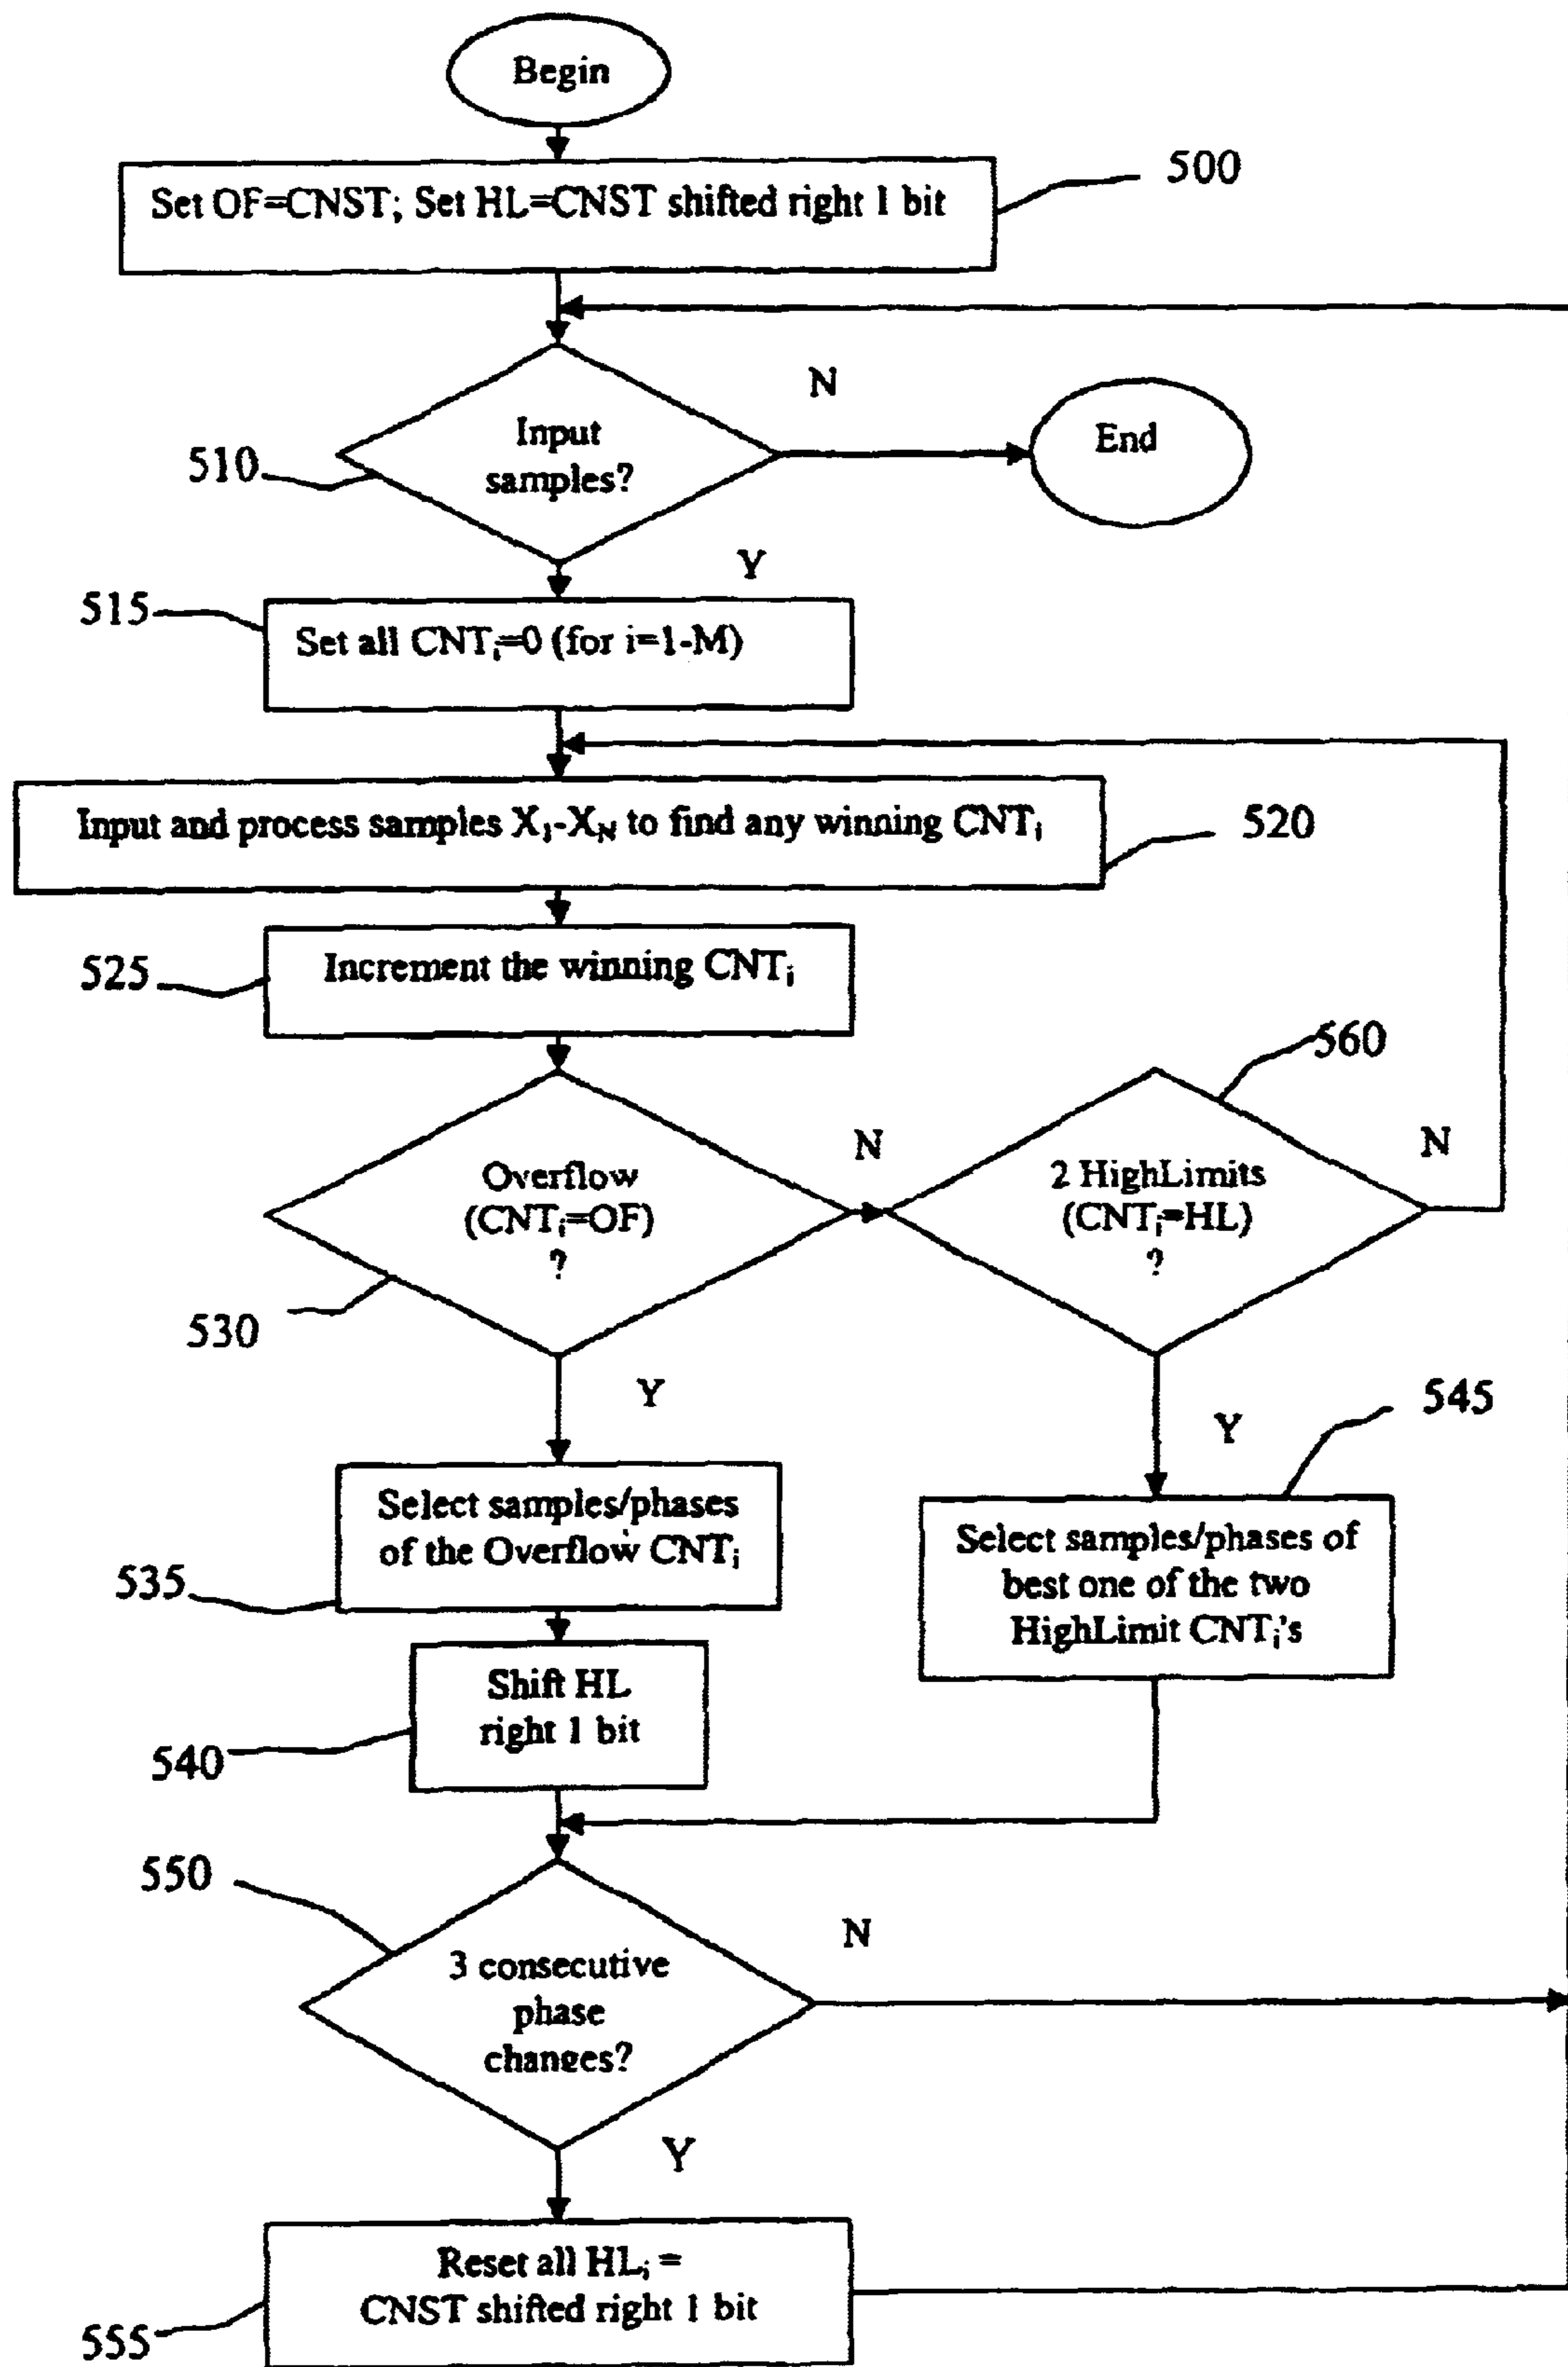 Begin
500
Set OF=CNST; Set HL=CNST shifted right 1 bit
N
Input
samples?
End
510
Y
515
Set all CNTi=0 (for i=1-M)
Input and process samples X1-XN to find any winning CNTi
520
525
Increment the winning CNTi
560
N
N
Overflow
(CNTi=OF)
?
2 HighLimits
(CNTi=HL)
?
530
Y
545
Y
Select samples/phases
of the Overflow CNTi
535
Select samples/phases of
best one of the two
HighLimit CNTi's
Shift HL
right 1 bit
540
550
N
3 consecutive
phase
changes?
Y
Reset all HLi =
CNST shifted right 1 bit
555